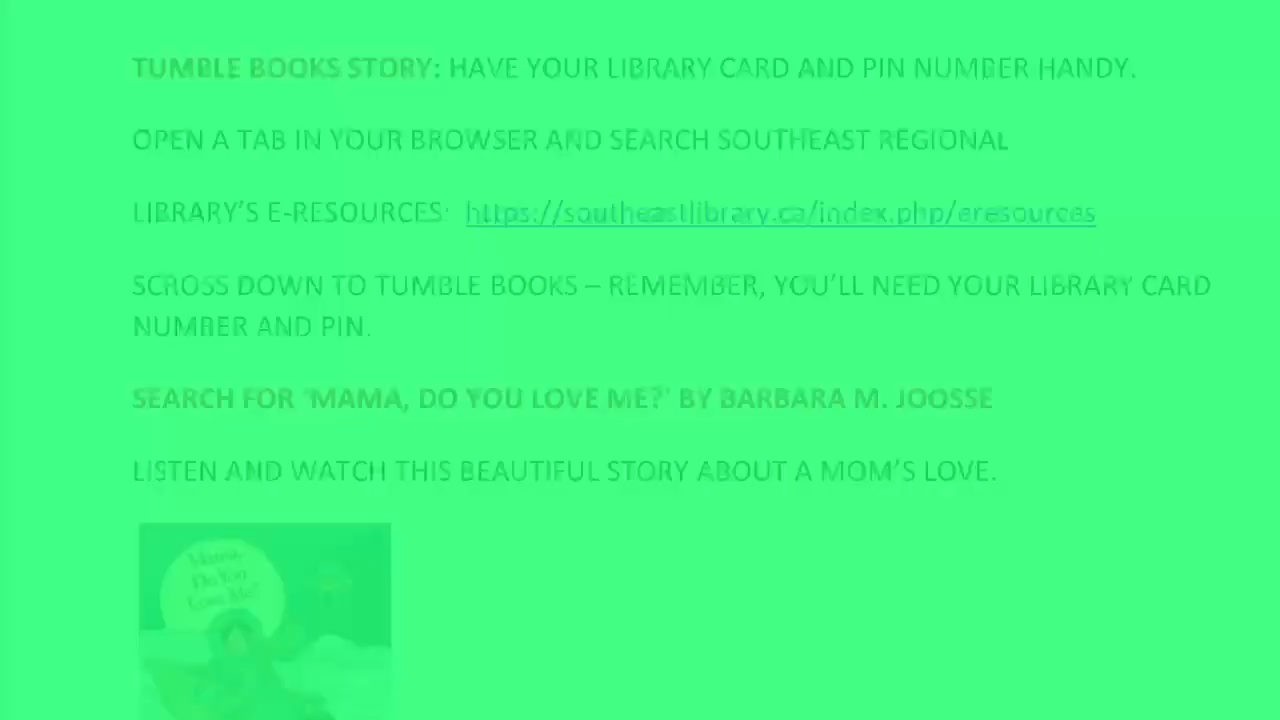 TUMBLE BOOKS STORY: HAVE YOUR LIBRARY CARD AND PIN NUMBER HANDY.
OPEN A TAB IN YOUR BROWSER AND SEARCH SOUTHEAST REGIONAL
LIBRARY'S E-RESOURCES: https://southeastlibrary.ca/index.php/eresources
SCROSS DOWN TO TUMBLE BOOKS – REMEMBER, YOU'LL NEED YOUR LIBRARY CARD
NUMBER AND PIN.
SEARCH FOR 'MAMA, DO YOU LOVE ME?' BY BARBARA M. JOOSSE
LISTEN AND WATCH THIS BEAUTIFUL STORY ABOUT A MOM'S LOVE.
Mama,
Do You
Love Me?